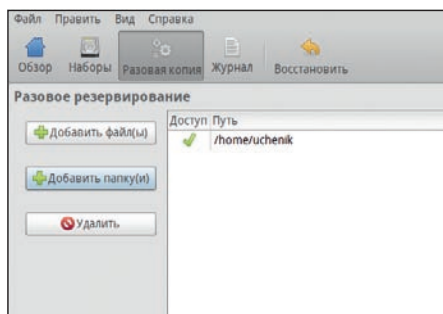 Файл Править Вид Справка
Обзор Наборы Разовая копия Журнал Восстановить
Разовое резервирование
Доступ Путь
Добавить файл(ы)
/home/uchenik
Добавить папку(и)
Удалить